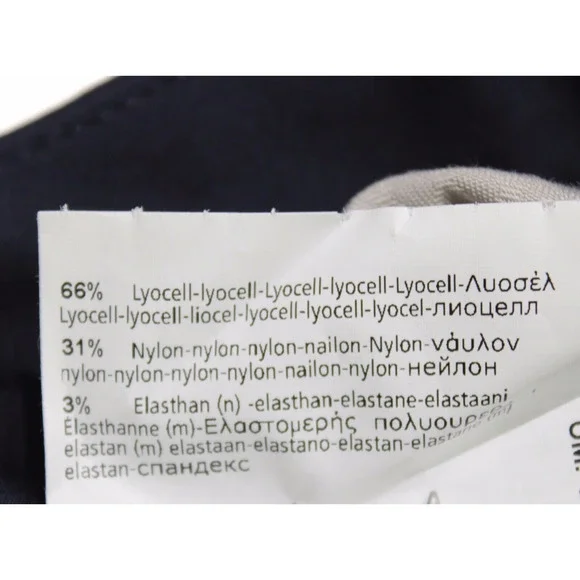 66% Lyocell-lyocell-Lyocell-lyocell-Lyocell-Λυοσέλ
Lyocell-lyocell-liocel-lyocell-lyocell-lyocel-лиоцелл
31% Nylon-nylon-nylon-nailon-Nylon-νάυλον
nylon-nylon-nylon-nylon-nailon-nylon-нейлон
3% Elasthan (n) -elasthan-elastane-elastaani
Élasthanne (m)-Ελαστομερής πολυουρεθ
elastan (m) elastaan-elastano-elastan-elastane (m)
elastan-спандекс